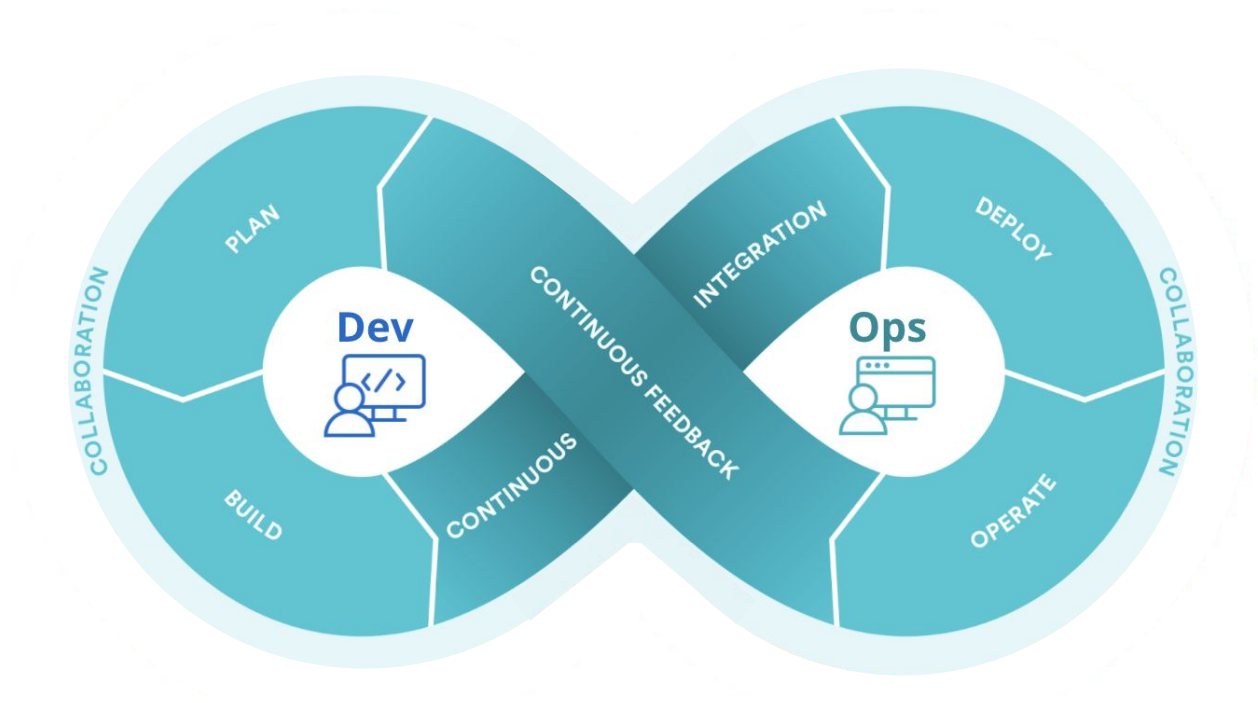 COLLABORATION
PLAN
BUILD
Dev
</>
CONTINUOUS
INTEGRATION
CONTINUOUS FEEDBACK
Ops
DEPLOY
OPERATE
COLLABORATION